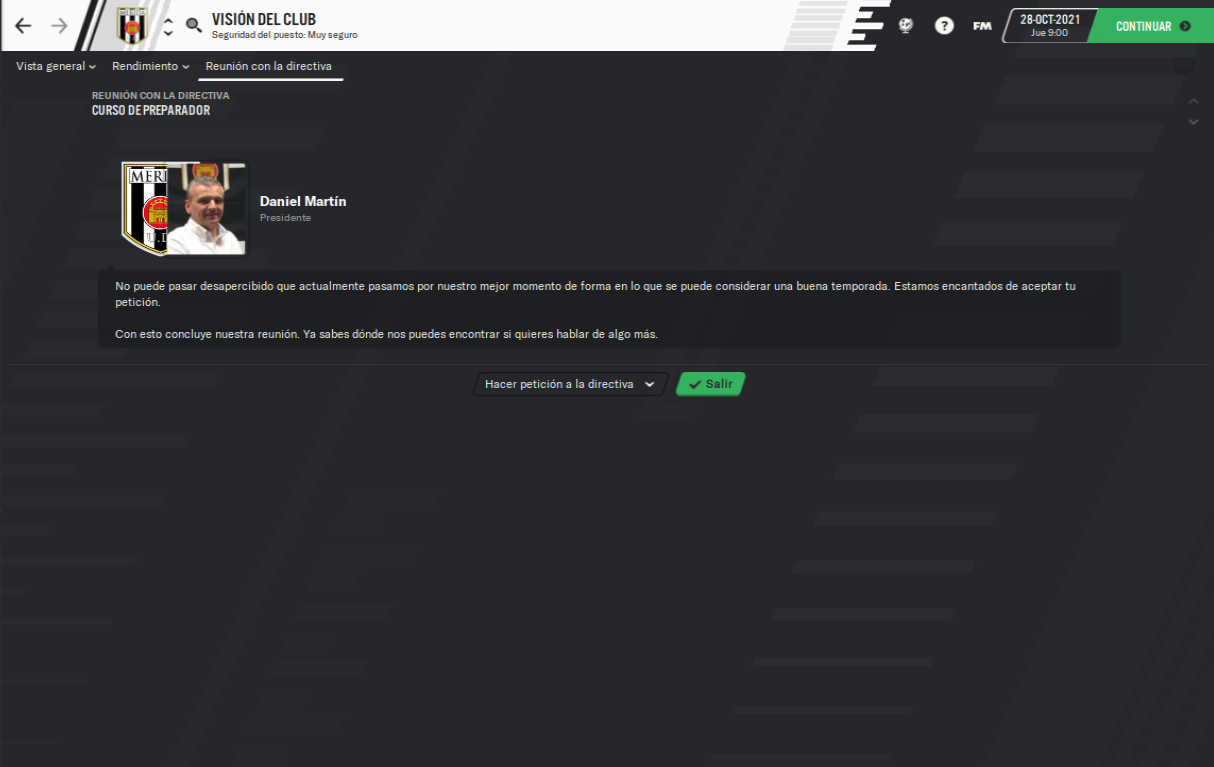 VISIÓN DEL CLUB
Seguridad del puesto: Muy seguro
?
FM
28-OCT-2021
Jue 9:00
CONTINUAR
Vista general
Rendimiento
Reunión con la directiva
REUNIÓN CON LA DIRECTIVA
CURSO DE PREPARADOR
MERI
U.D
Daniel Martín
Presidente
No puede pasar desapercibido que actualmente pasamos por nuestro mejor momento de forma en lo que se puede considerar una buena temporada. Estamos encantados de aceptar tu
petición.
Con esto concluye nuestra reunión. Ya sabes dónde nos puedes encontrar si quieres hablar de algo más.
Hacer petición a la directiva
Salir